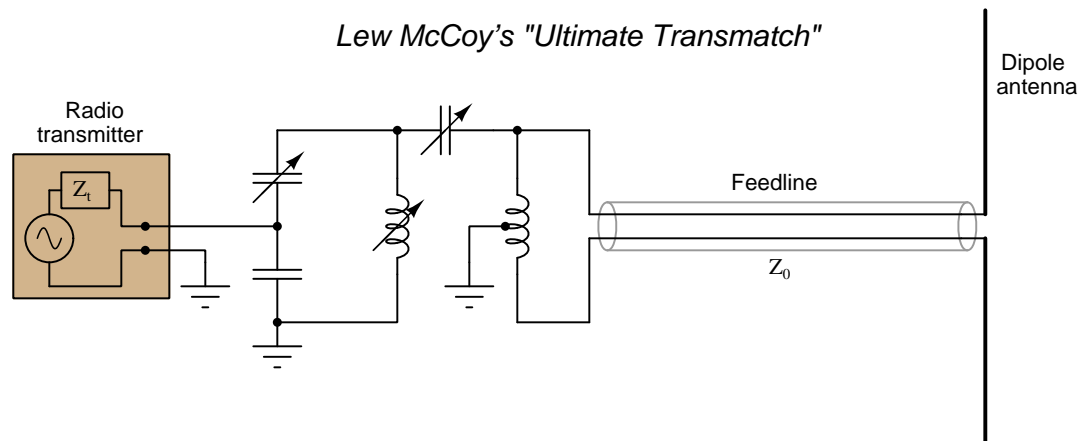 Lew McCoy's "Ultimate Transmatch"
Dipole
antenna
Radio
transmitter
Zt
Feedline
Z0